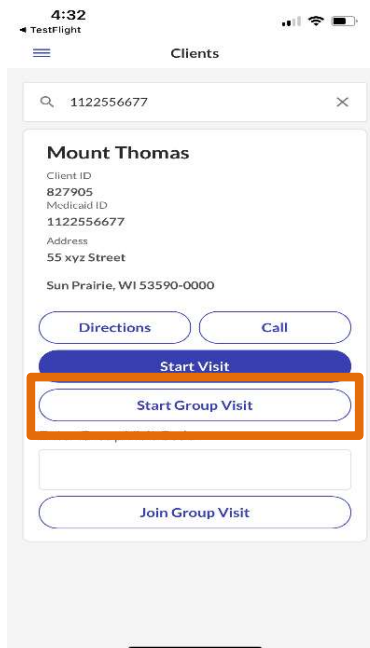 4:32
TestFlight
Clients
1122556677
Mount Thomas
Client ID
827905
Medicaid ID
1122556677
Address
55 xyz Street
Sun Prairie, WI 53590-0000
Directions
Call
Start Visit
Start Group Visit
Join Group Visit